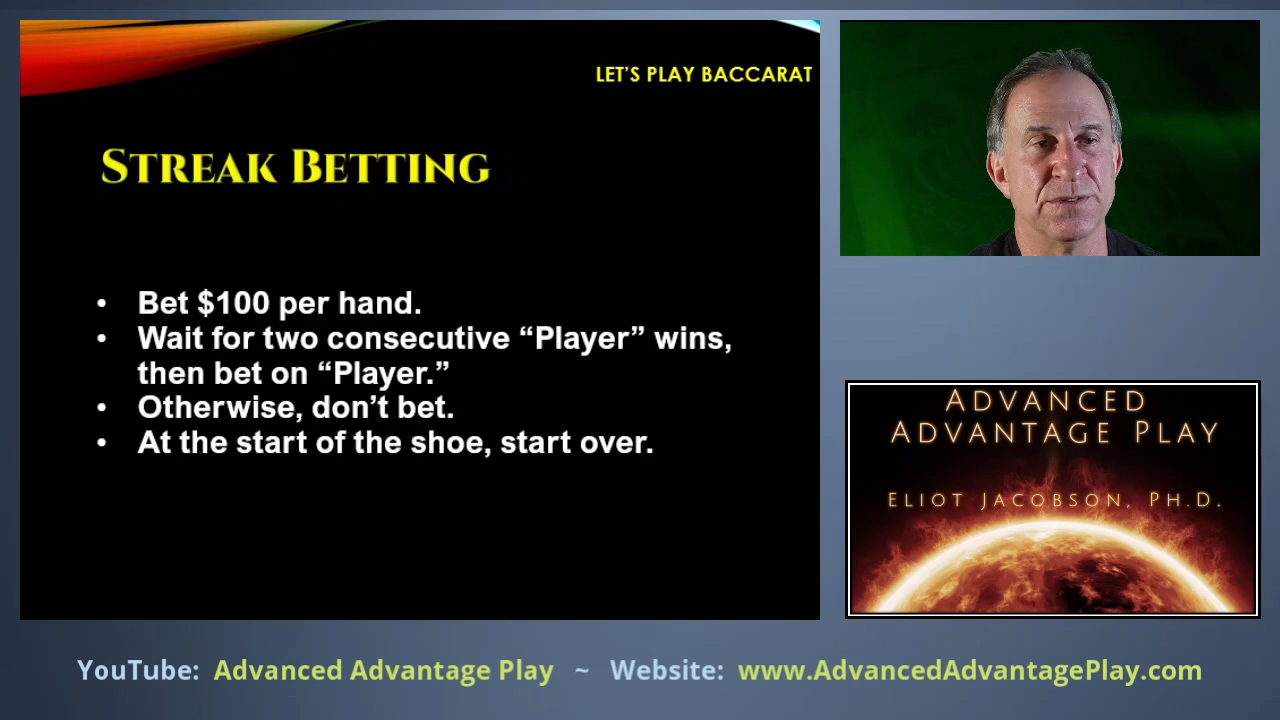 LET'S PLAY BACCARAT
STREAK BETTING
• Bet $100 per hand.
• Wait for two consecutive “Player” wins,
then bet on “Player.”
• Otherwise, don’t bet.
• At the start of the shoe, start over.
ADVANCED
ADVANTAGE PLAY
ELIOT JACOBSON, PH.D.
YouTube: Advanced Advantage Play ~ Website: www.AdvancedAdvantagePlay.com